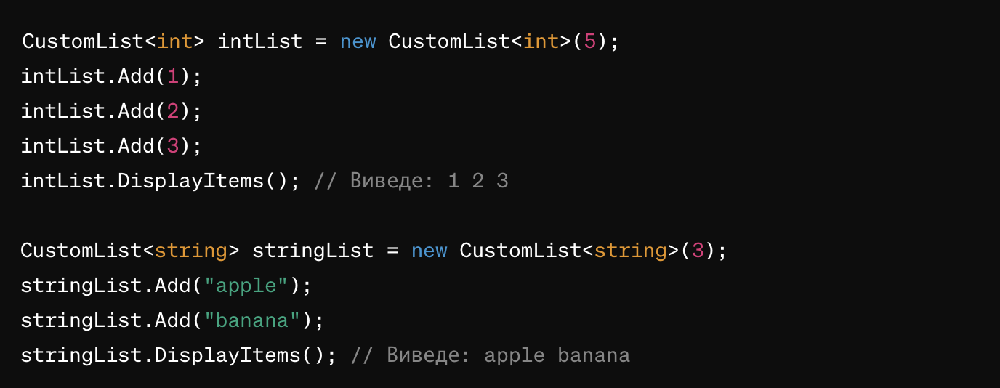 CustomList<int> intList = new CustomList<int>(5);
intList.Add(1);
intList.Add(2);
intList.Add(3);
intList.DisplayItems(); // Виведе: 1 2 3
CustomList<string> stringList = new CustomList<string>(3);
stringList.Add("apple");
stringList.Add("banana");
stringList.DisplayItems(); // Виведе: apple banana